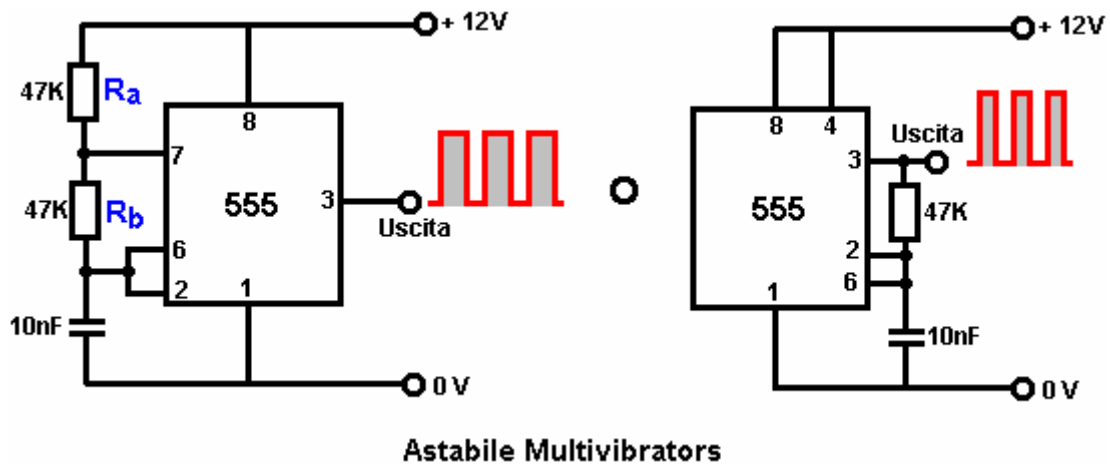 + 12V
47K
Ra
8
7
47K
Rb
555
3
Uscita
6
2
1
10nF
0 V
+ 12V
8
4
Uscita
3
555
47K
2
6
1
10nF
0 V
Astabile Multivibrators